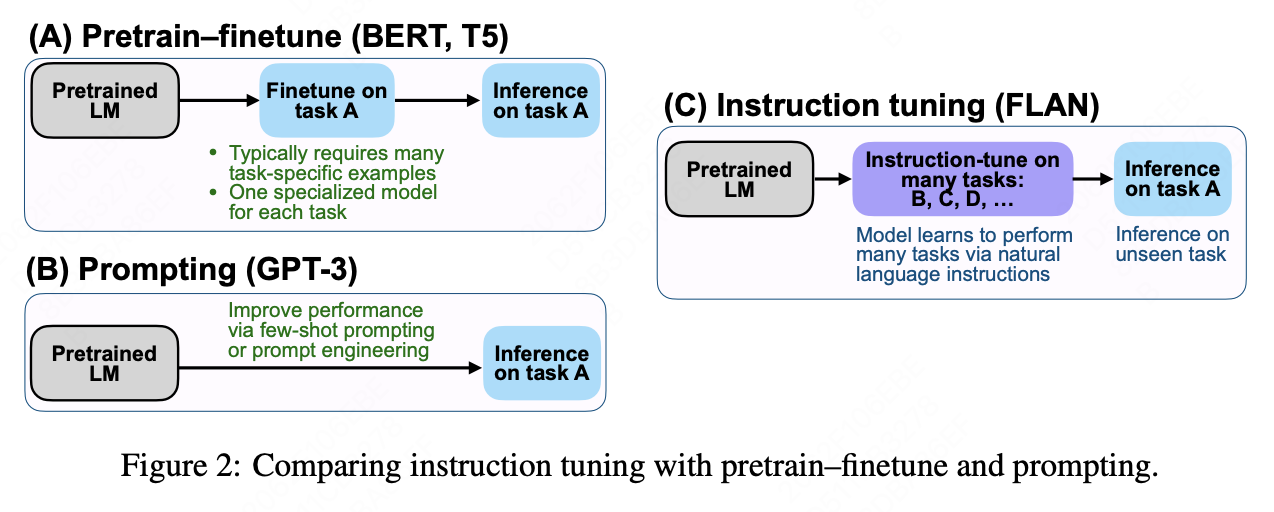 (A) Pretrain–finetune (BERT, T5)
Pretrained
LM
Finetune on
task A
Inference
on task A
• Typically requires many
task-specific examples
• One specialized model
for each task
(B) Prompting (GPT-3)
Pretrained
LM
Improve performance
via few-shot prompting
or prompt engineering
Inference
on task A
(C) Instruction tuning (FLAN)
Pretrained
LM
Instruction-tune on
many tasks:
B, C, D, …
Inference
on task A
Model learns to perform
many tasks via natural
language instructions
Inference on
unseen task
Figure 2: Comparing instruction tuning with pretrain–finetune and prompting.